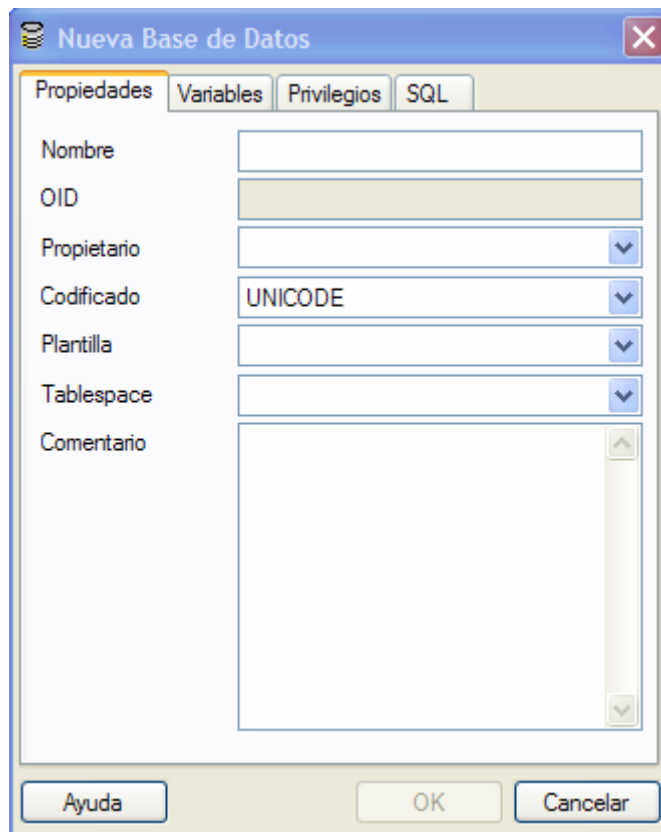 Nueva Base de Datos
Propiedades Variables Privilegios SQL
Nombre
OID
Propietario
Codificado UNICODE
Plantilla
Tablespace
Comentario
Ayuda OK Cancelar